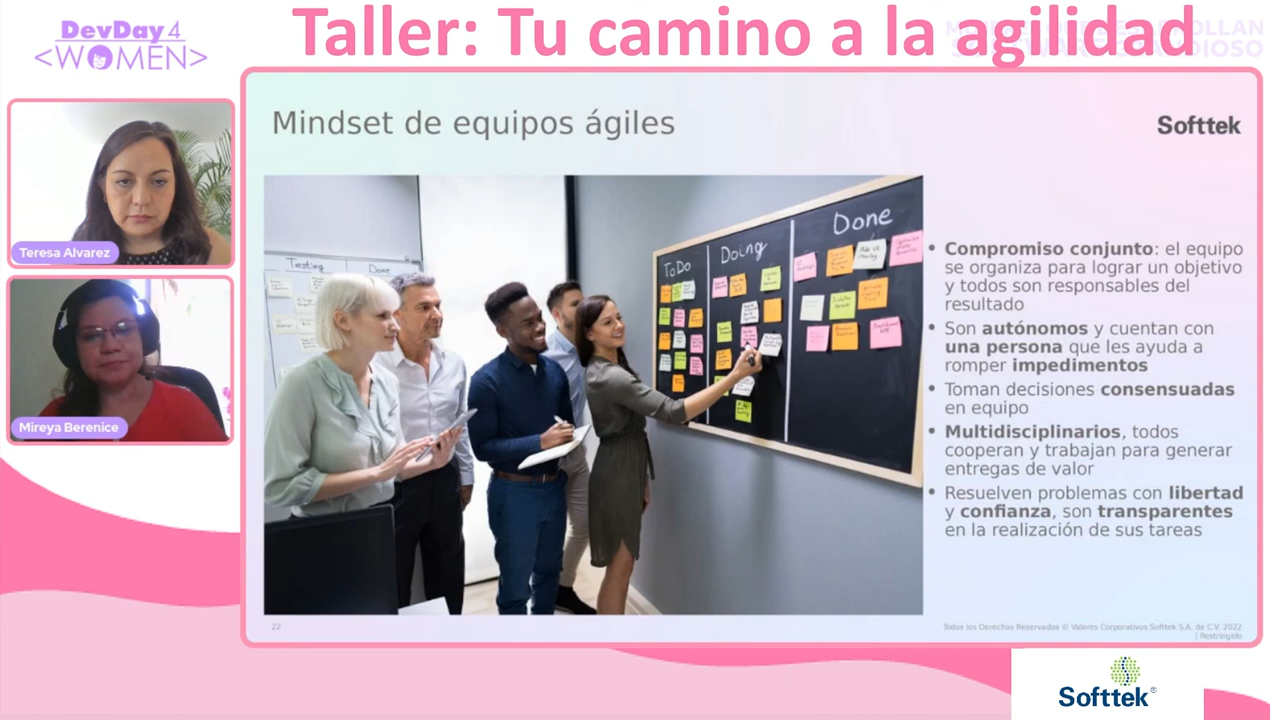 DevDay4
<WOMEN>
Taller: Tu camino a la agilidad
Mindset de equipos ágiles
Softtek
Teresa Alvarez
Mireya Berenice
Testing
Done
ToDo
Doing
Done
• Compromiso conjunto: el equipo
se organiza para lograr un objetivo
y todos son responsables del
resultado
• Son autónomos y cuentan con
una persona que les ayuda a
romper impedimentos
• Toman decisiones consensuadas
en equipo
• Multidisciplinarios, todos
cooperan y trabajan para generar
entregas de valor
• Resuelven problemas con libertad
y confianza, son transparentes
en la realización de sus tareas
22
Todos los Derechos Reservados © Valores Corporativos Softtek S.A. de C.V. 2022
| Restringido
Softtek®